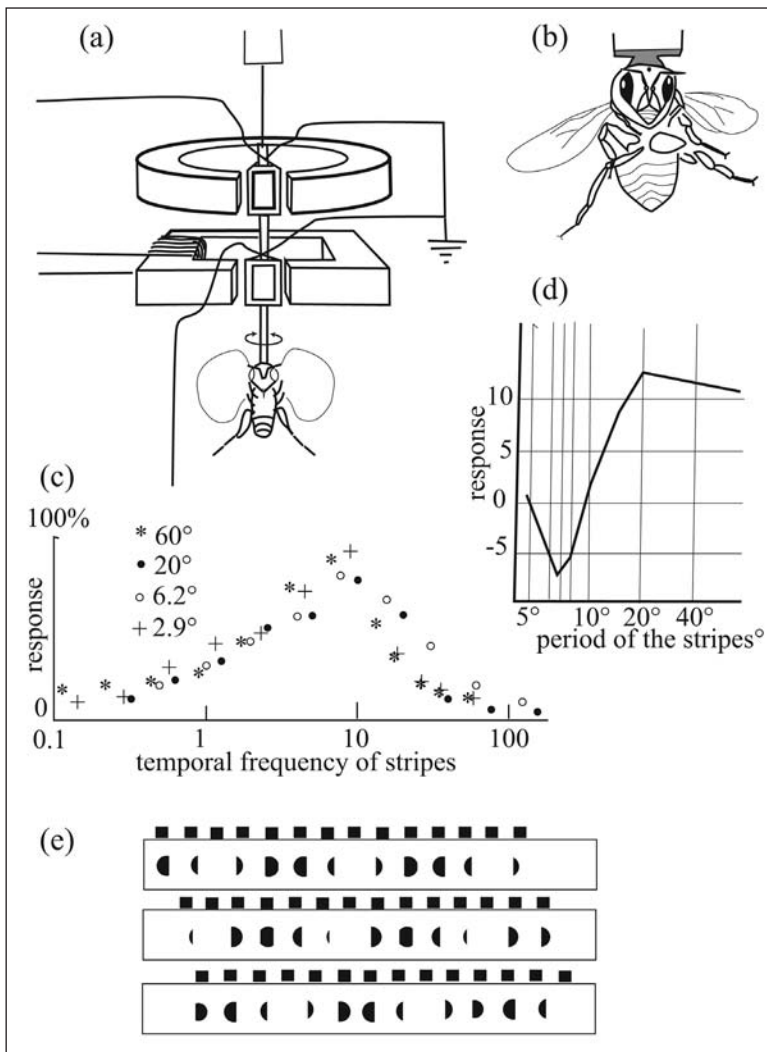 (a)
(b)
(c)
100%
* 60°
• 20°
○ 6.2°
+ 2.9°
response
0
0.1 1 10 100
temporal frequency of stripes
(d)
response
10
5
0
-5
5° 10° 20° 40°
period of the stripes°
(e)